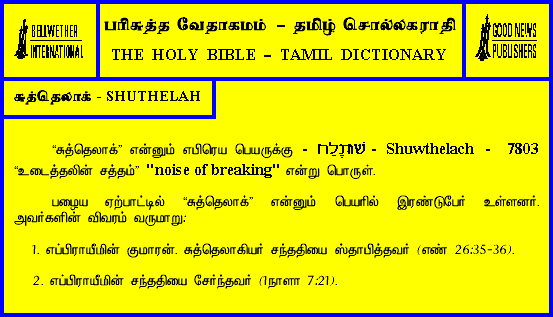 BELLWETHER
INTERNATIONAL
பரிசுத்த வேதாகமம் – தமிழ் சொல்லகராதி
THE HOLY BIBLE – TAMIL DICTIONARY
GOOD NEWS
PUBLISHERS
சுத்தெலாக் - SHUTHELAH
“சுத்தெலாக்” என்னும் எபிரெய பெயருக்கு - שׁוּתֶלַח - Shuwthelach - 7803
“உடைத்தலின் சத்தம்” "noise of breaking" என்று பொருள்.
பழைய ஏற்பாட்டில் “சுத்தெலாக்” என்னும் பெயரில் இரண்டுபேர் உள்ளனர்.
அவர்களின் விவரம் வருமாறு:
1. எப்பிராயீமின் குமாரன். சுத்தெலாகியர் சந்ததியை ஸ்தாபித்தவர் (எண் 26:35-36).
2. எப்பிராயீமின் சந்ததியை சேர்ந்தவர் (1நாளா 7:21).